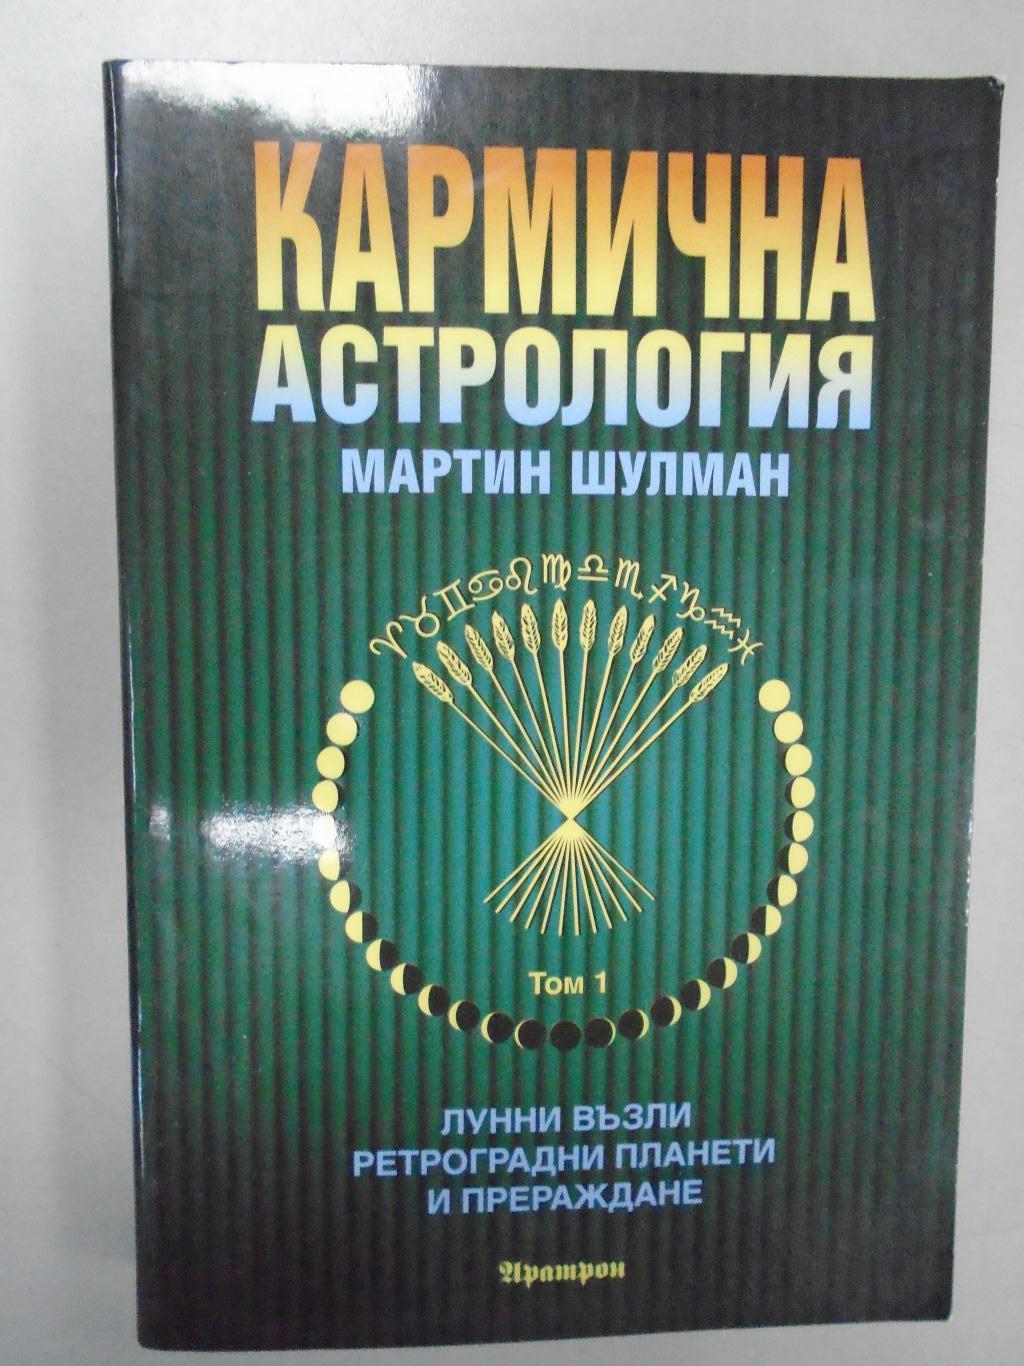 КАРМИЧНА
АСТРОЛОГИЯ
МАРТИН ШУЛМАН
♈♉♊♋♌♍♎♏♐♑♒♓
Том 1
ЛУННИ ВЪЗЛИ
РЕТРОГРАДНИ ПЛАНЕТИ
И ПРЕРАЖДАНЕ
Аратрон